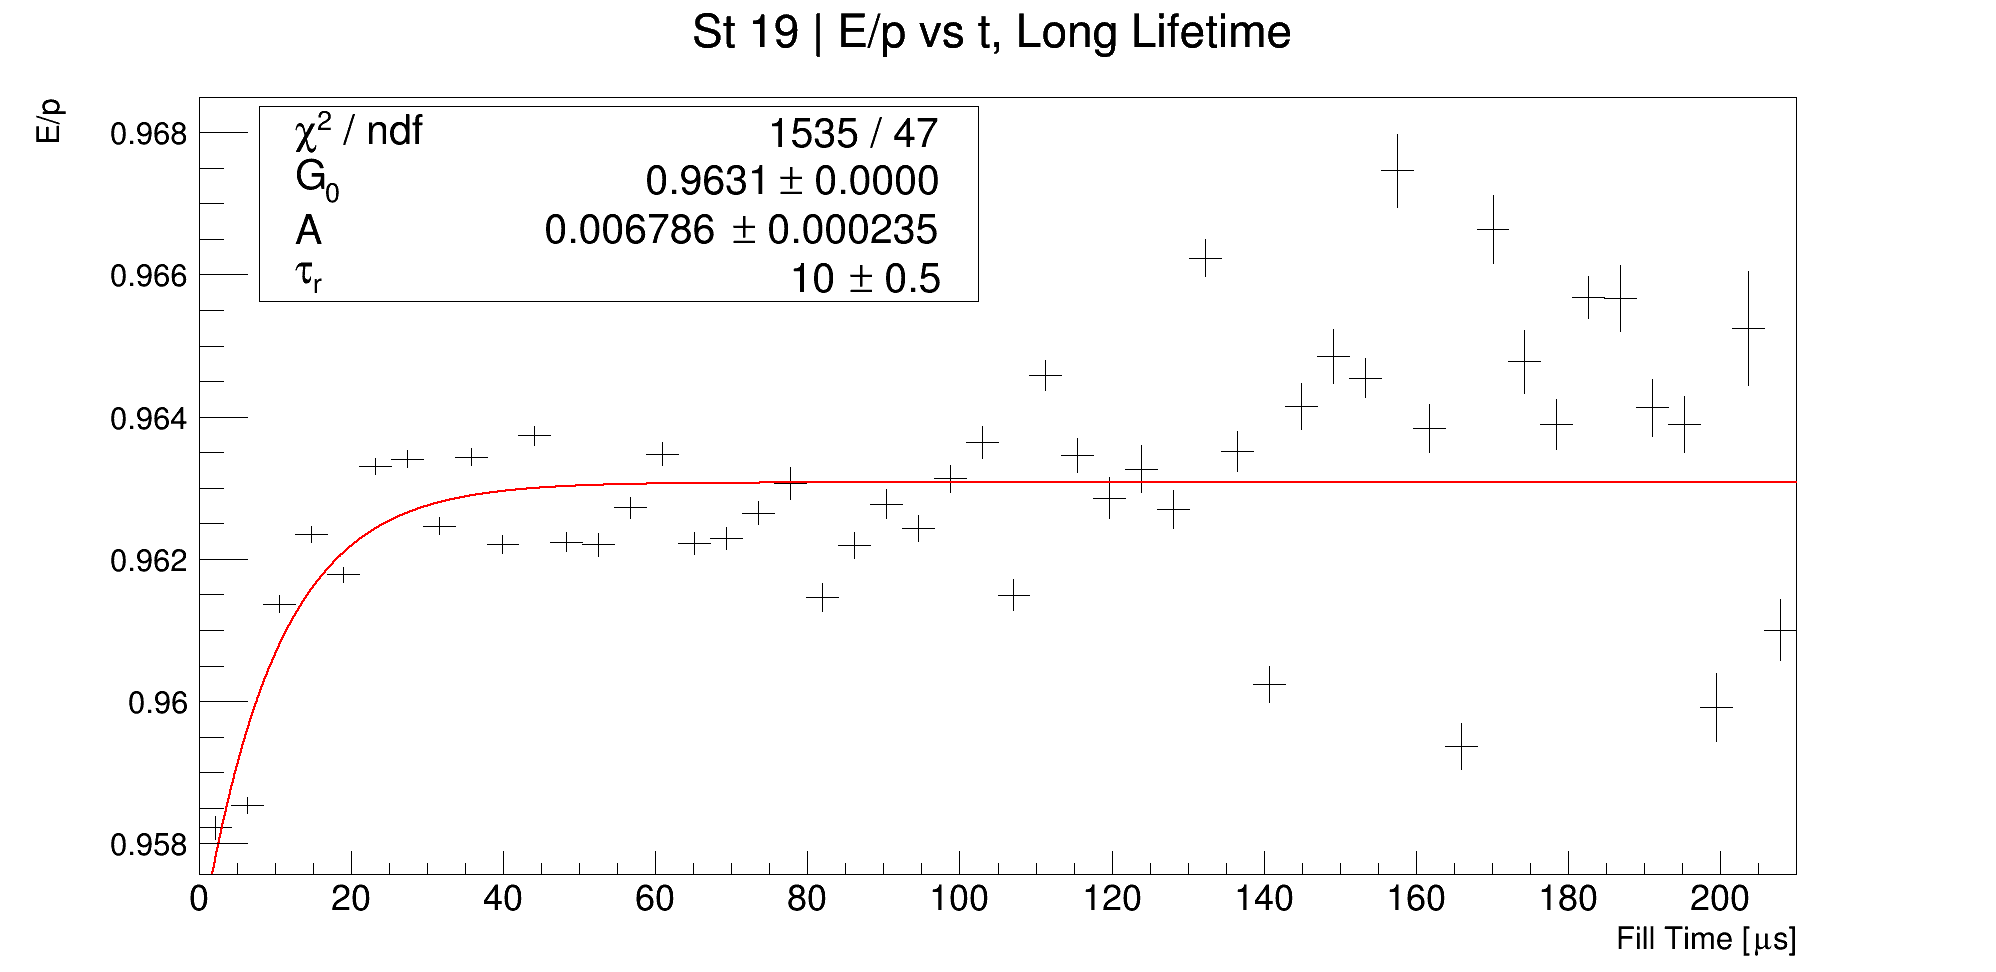 St 19 | E/p vs t, Long Lifetime
E/p
χ² / ndf 1535 / 47
G₀ 0.9631 ± 0.0000
A 0.006786 ± 0.000235
τᵣ 10 ± 0.5
0.968
0.966
0.964
0.962
0.96
0.958
0 20 40 60 80 100 120 140 160 180 200
Fill Time [μs]